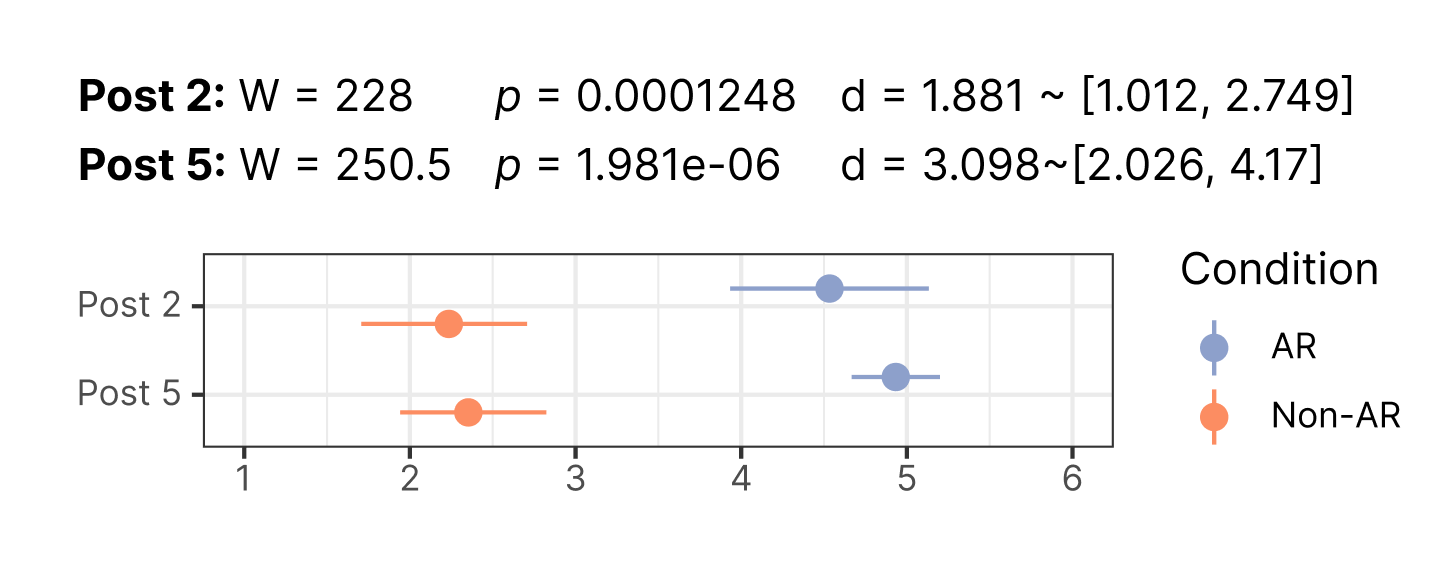 Post 2: W = 228 p = 0.0001248 d = 1.881 ~ [1.012, 2.749]
Post 5: W = 250.5 p = 1.981e-06 d = 3.098~[2.026, 4.17]
Condition
Post 2
AR
Post 5
Non-AR
1 2 3 4 5 6